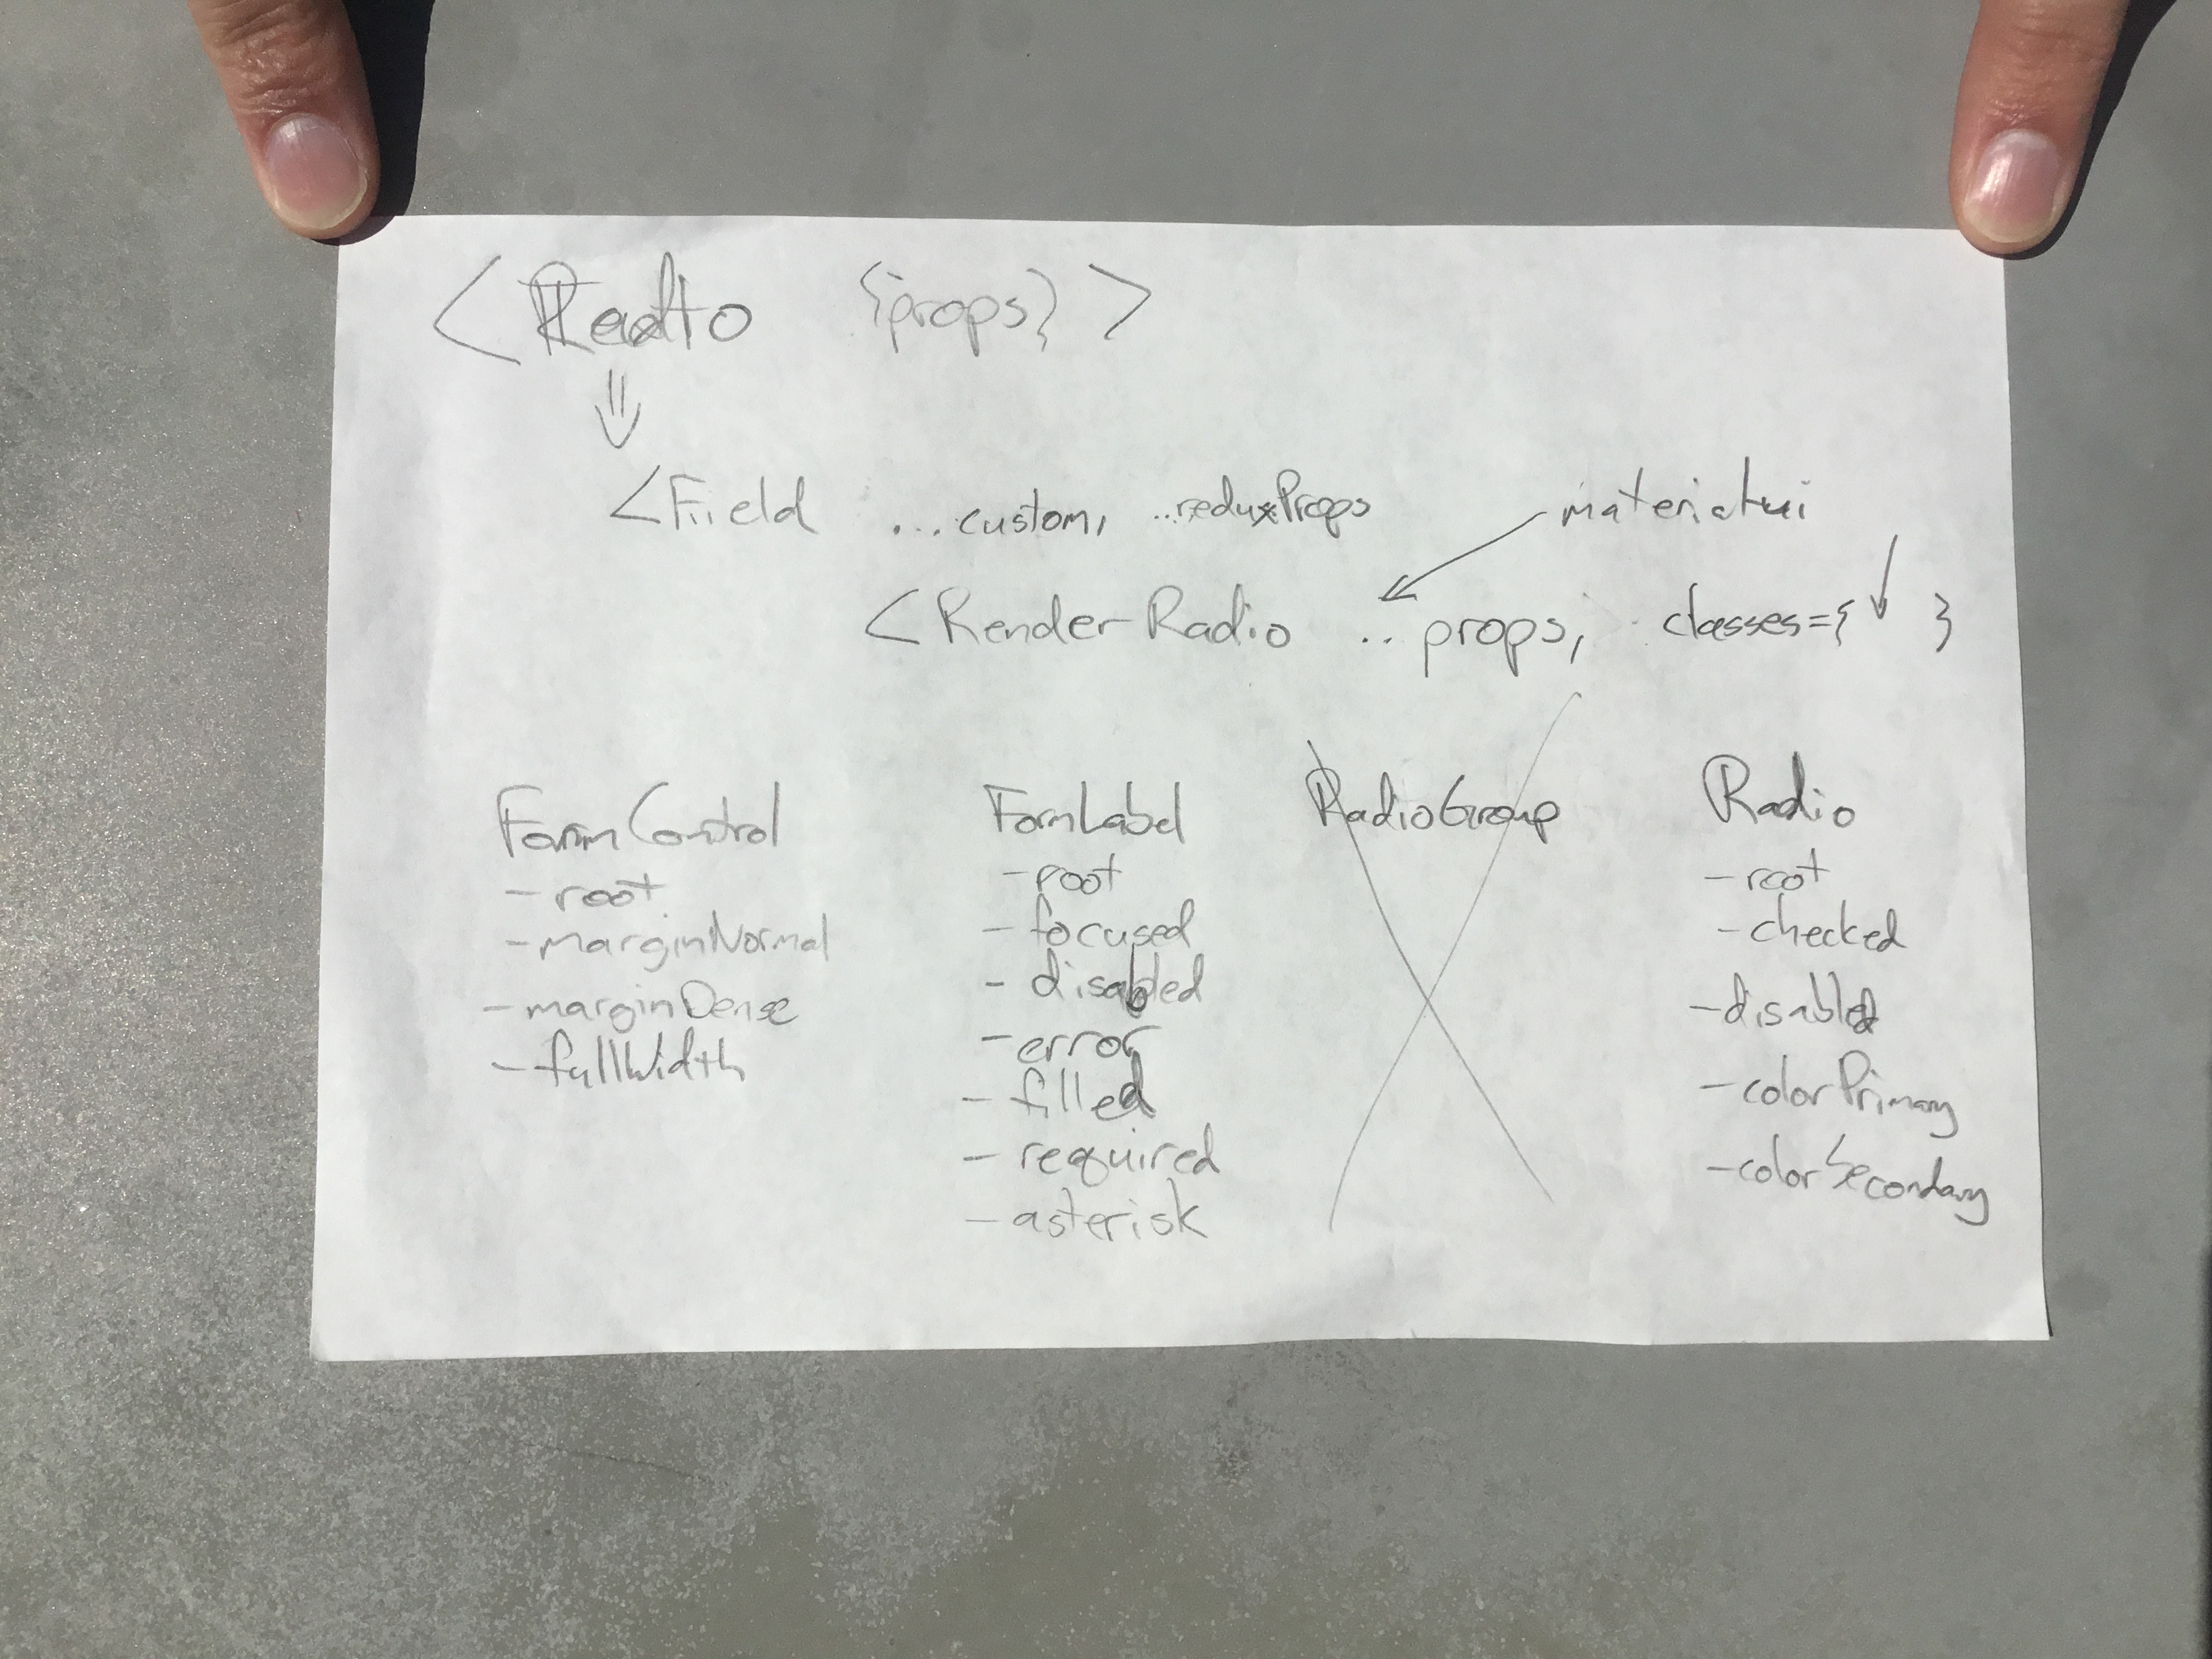 <Radio {props} >
⇓
<Field ...custom, ...reduxProps materialui
<RenderRadio ...props, classes={ }
FormControl
- root
- marginNormal
- marginDense
- fullWidth
FormLabel
- root
- focused
- disabled
- error
- filled
- required
- asterisk
RadioGroup
Radio
- root
- checked
- disabled
- colorPrimary
- colorSecondary